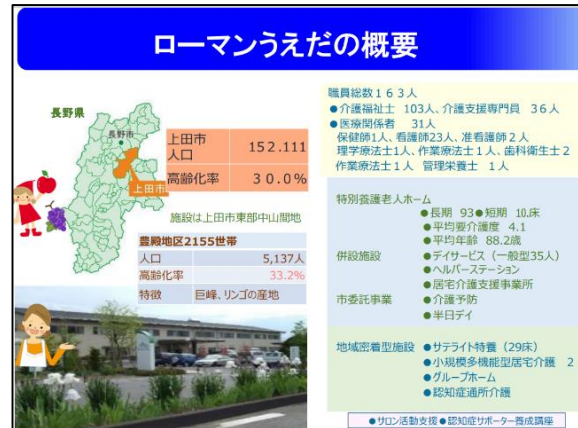 ローマンうえだの概要
長野県
長野市
上田市
上田市
人口
152.111
高齢化率
30.0%
施設は上田市東部中山間地
豊殿地区2155世帯
人口
5,137人
高齢化率
33.2%
特徴
巨峰、リンゴの産地
職員総数163人
●介護福祉士 103人、介護支援専門員 36人
●医療関係者 31人
保健師1人、看護師23人、准看護師2人
理学療法士1人、作業療法士1人、歯科衛生士2
作業療法士1人 管理栄養士 1人
特別養護老人ホーム
●長期 93●短期 10.床
●平均要介護度 4.1
●平均年齢 88.2歳
併設施設 ●デイサービス(一般型35人)
●ヘルパーステーション
●居宅介護支援事業所
市委託事業 ●介護予防
●半日デイ
地域密着型施設 ●サテライト特養(29床)
●小規模多機能型居宅介護 2
●グループホーム
●認知症通所介護
●サロン活動支援●認知症サポーター養成講座